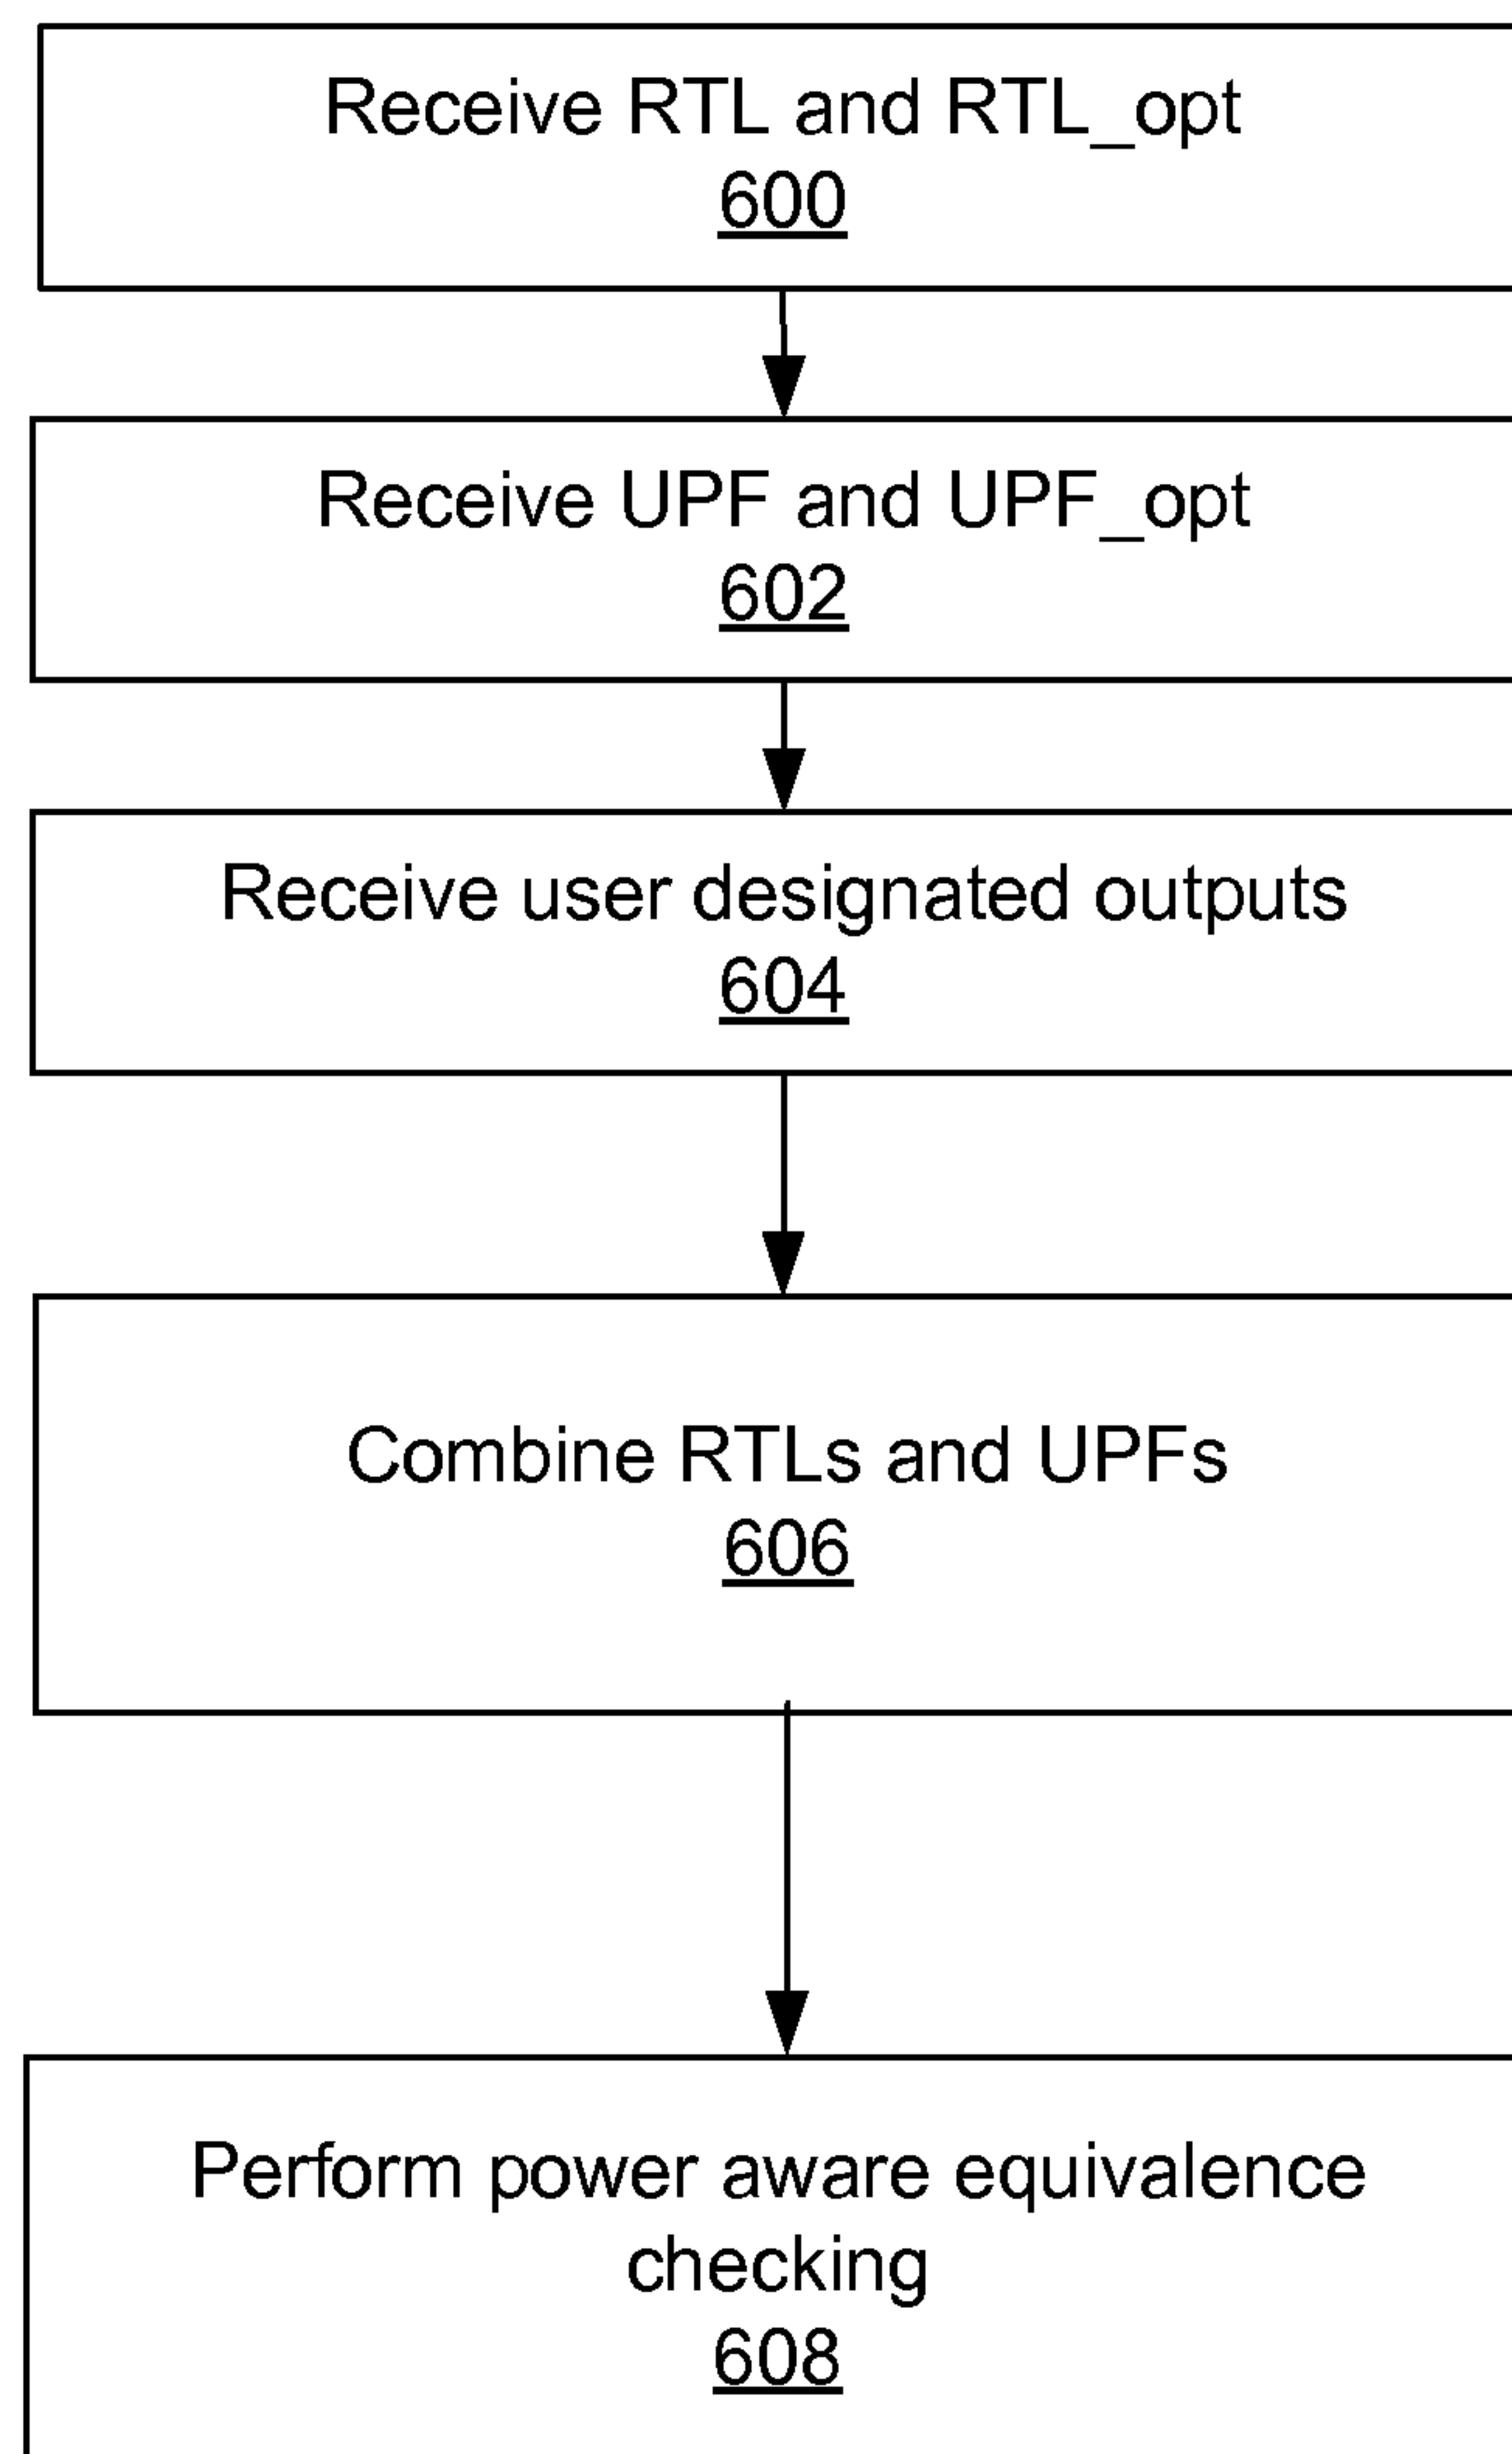 Receive RTL and RTL_opt
600
Receive UPF and UPF_opt
602
Receive user designated outputs
604
Combine RTLs and UPFs
606
Perform power aware equivalence
checking
608